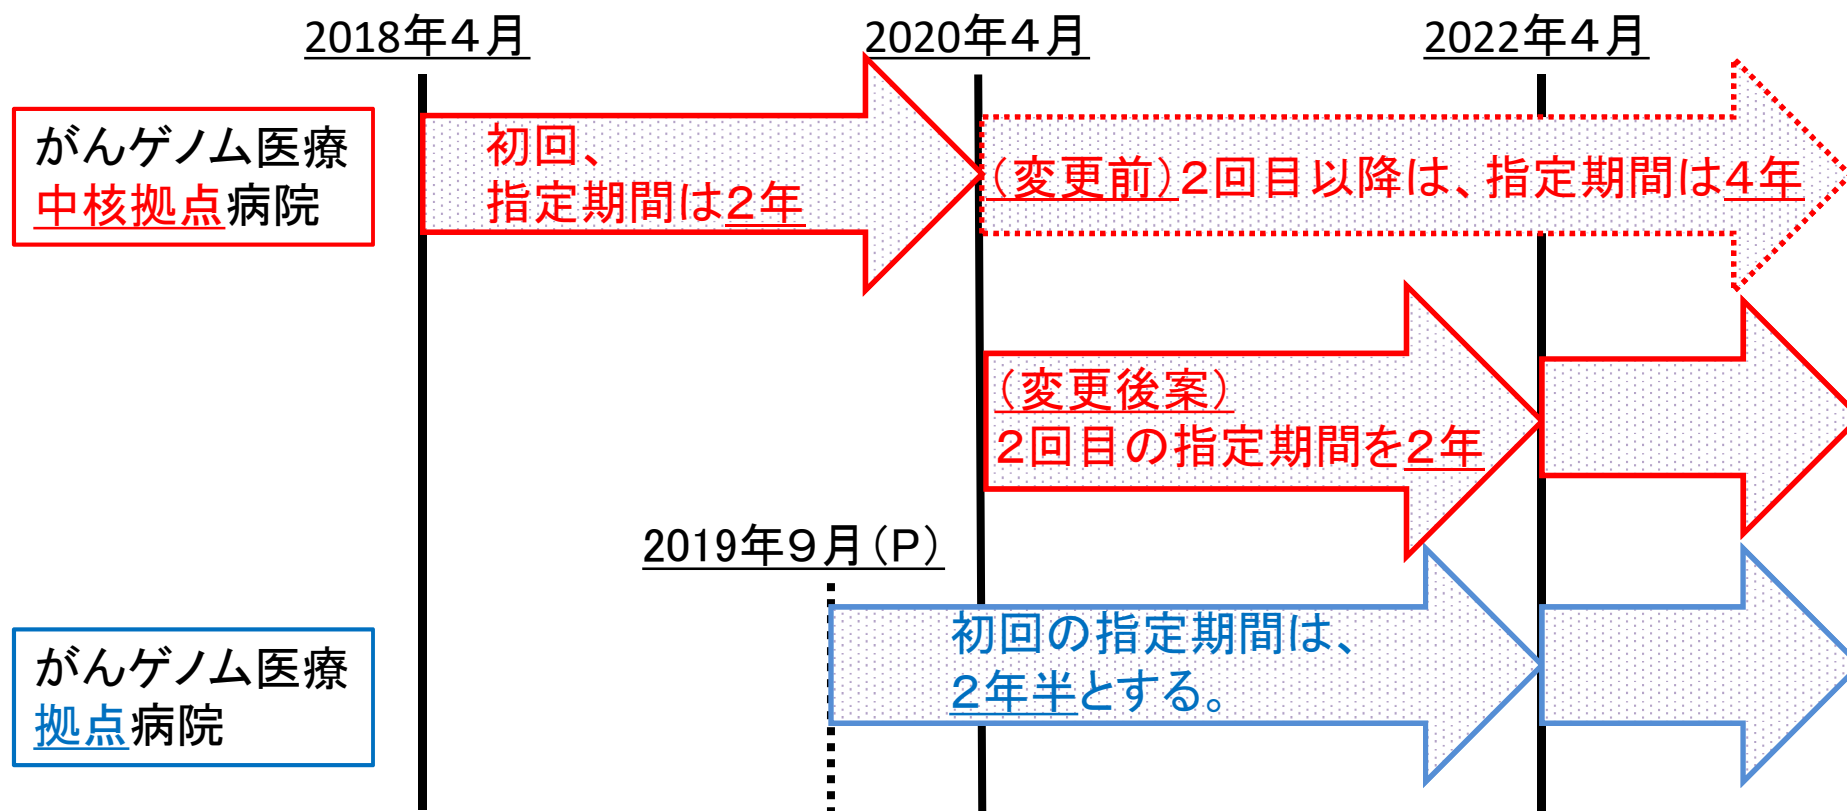 2018年４月
2020年４月
2022年４月
がんゲノム医療
中核拠点病院
初回、
指定期間は２年
（変更前）２回目以降は、指定期間は４年
（変更後案）
２回目の指定期間を２年
2019年９月（P）
がんゲノム医療
拠点病院
初回の指定期間は、
２年半とする。